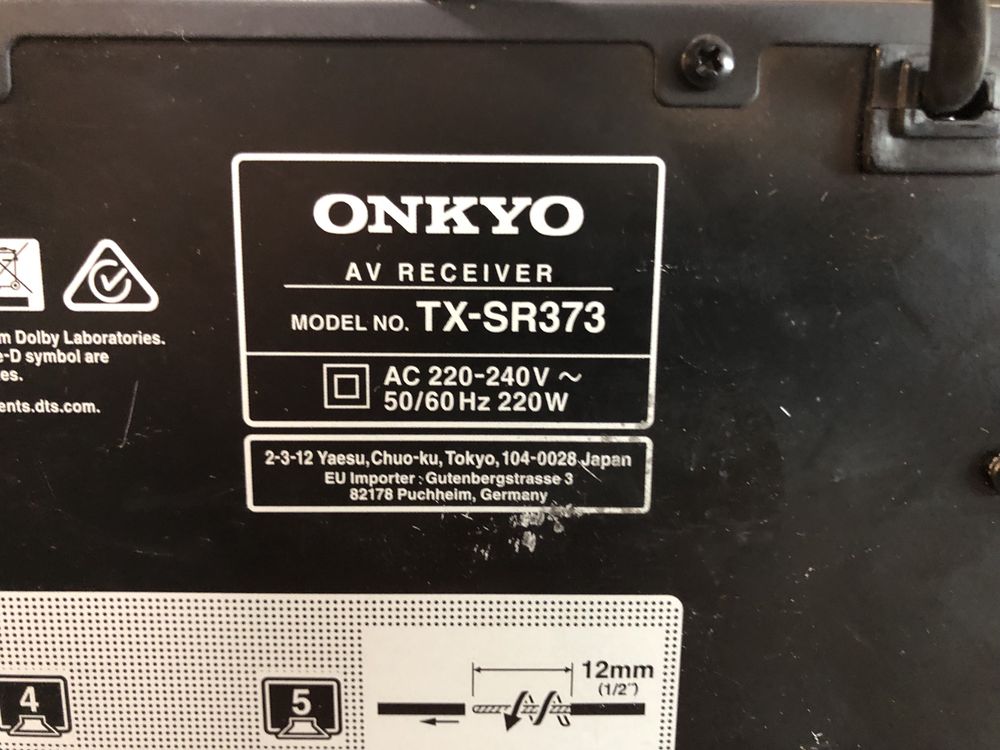 ONKYO
AV RECEIVER
MODEL NO. TX-SR373
AC 220-240V ~
50/60 Hz 220W
m Dolby Laboratories.
e-D symbol are
es.
ents.dts.com.
2-3-12 Yaesu, Chuo-ku, Tokyo, 104-0028 Japan
EU Importer : Gutenbergstrasse 3
82178 Puchheim, Germany
4
5
12mm
(1/2")